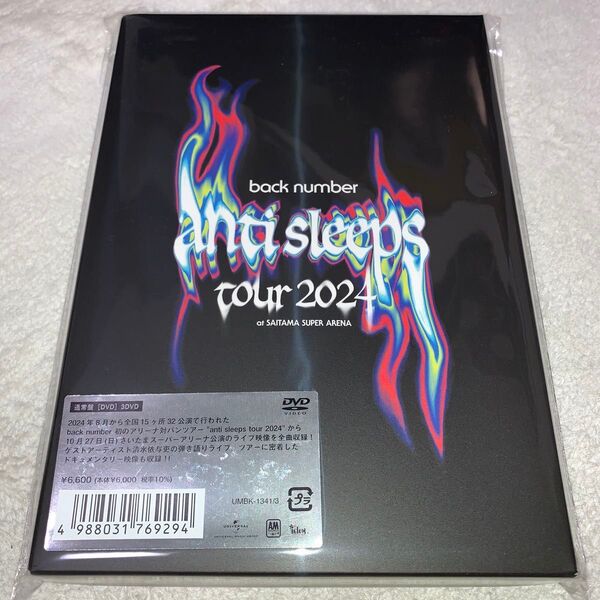 back number
anti sleeps
tour 2024
at SAITAMA SUPER ARENA
通常盤 [DVD] 3DVD
DVD
VIDEO
2024年8月から全国15ヶ所32公演で行われた
back number 初のアリーナ対バンツアー "anti sleeps tour 2024" から
10月27日(日)さいたまスーパーアリーナ公演のライブ映像を全曲収録!
ゲストアーティスト清水依与吏の弾き語りライブ、ツアーに密着した
ドキュメンタリー映像も収録!!
¥6,600 (本体¥6,000 税率10%)
UMBK-1341/3
プラ
4 988031 769294
UNIVERSAL
A&M